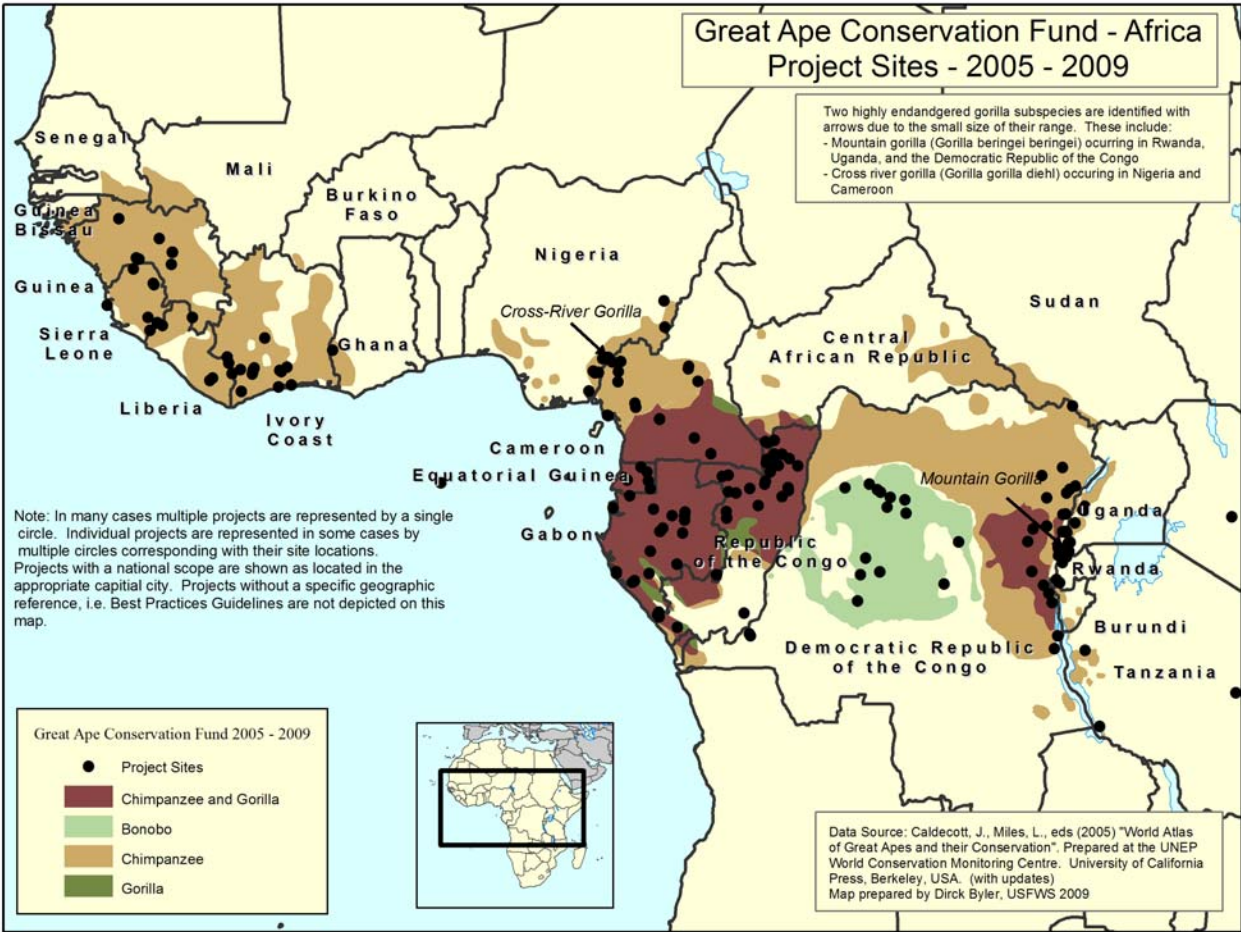 Great Ape Conservation Fund - Africa
Project Sites - 2005 - 2009
Two highly endangered gorilla subspecies are identified with
arrows due to the small size of their range. These include:
- Mountain gorilla (Gorilla beringei beringei) ocurring in Rwanda,
Uganda, and the Democratic Republic of the Congo
- Cross river gorilla (Gorilla gorilla diehl) occuring in Nigeria and
Cameroon
Senegal
Mali
Burkino
Faso
Guinea
Bissau
Nigeria
Guinea
Sudan
Cross-River Gorilla
Sierra
Leone
Ghana
Central
African Republic
Liberia
Ivory
Coast
Cameroon
Equatorial Guinea
Mountain Gorilla
Uganda
Gabon
Republic
of the Congo
Rwanda
Note: In many cases multiple projects are represented by a single
circle. Individual projects are represented in some cases by
multiple circles corresponding with their site locations.
Projects with a national scope are shown as located in the
appropriate capitial city. Projects without a specific geographic
reference, i.e. Best Practices Guidelines are not depicted on this
map.
Burundi
Democratic Republic
of the Congo
Tanzania
Great Ape Conservation Fund 2005 - 2009
Project Sites
Chimpanzee and Gorilla
Bonobo
Chimpanzee
Gorilla
Data Source: Caldecott, J., Miles, L., eds (2005) "World Atlas
of Great Apes and their Conservation". Prepared at the UNEP
World Conservation Monitoring Centre. University of California
Press, Berkeley, USA. (with updates)
Map prepared by Dirck Byler, USFWS 2009